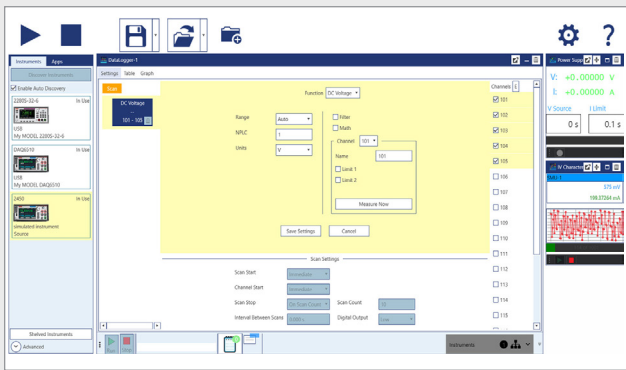 Instruments Apps
Discover Instruments
Enable Auto Discovery
2200S-32-6 In Use
USB
My MODEL 2200S-32-6
DAQ6510 In Use
USB
My MODEL DAQ6510
2450 In Use
simulated instrument
Source
Shelved Instruments
Advanced
DataLogger-1
Settings Table Graph
Scan
DC Voltage
...
101 - 105
Function DC Voltage
Range Auto
NPLC 1
Units V
Filter
Math
Channel 101
Name 101
Limit 1
Limit 2
Measure Now
Save Settings Cancel
Scan Settings
Scan Start Immediate
Channel Start Immediate
Scan Stop On Scan Count
Scan Count 10
Interval Between Scans 0.000 s
Digital Output Low
Channels
101
102
103
104
105
106
107
108
109
110
111
112
113
114
115
Instruments
Power Supp
V: +0.00000 V
I: +0.00000 A
V Source I Limit
0 s 0.1 s
IV Character
SMU-1
575 mV
199.37264 mA